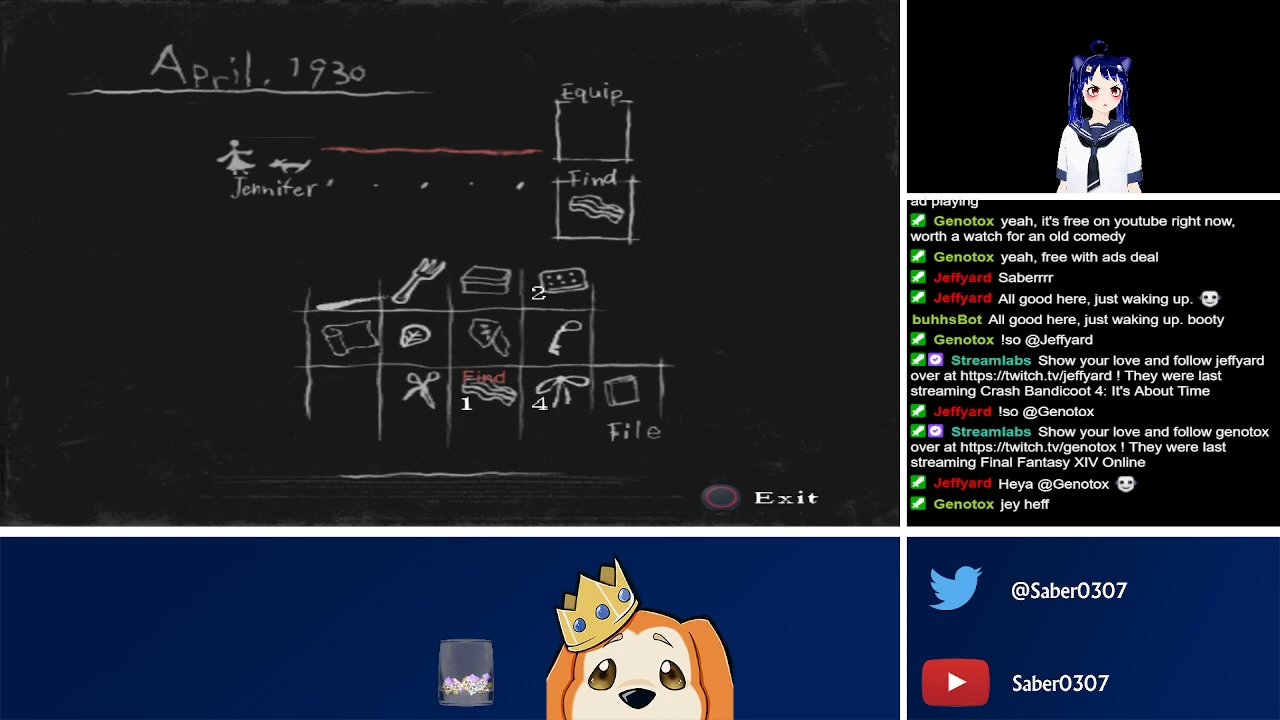 April. 1930
Equip
Jennifer
Find
2
Find
1
4
File
Exit
ad playing
Genotox yeah, it's free on youtube right now,
worth a watch for an old comedy
Genotox yeah, free with ads deal
Jeffyard Saberrrr
Jeffyard All good here, just waking up.
buhhsBot All good here, just waking up. booty
Genotox !so @Jeffyard
Streamlabs Show your love and follow jeffyard
over at https://twitch.tv/jeffyard ! They were last
streaming Crash Bandicoot 4: It's About Time
Jeffyard !so @Genotox
Streamlabs Show your love and follow genotox
over at https://twitch.tv/genotox ! They were last
streaming Final Fantasy XIV Online
Jeffyard Heya @Genotox
Genotox jey heff
@Saber0307
Saber0307